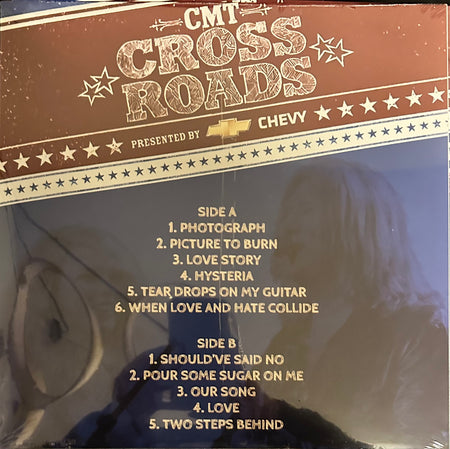 CMT
CROSS
ROADS
PRESENTED BY CHEVY
SIDE A
1. PHOTOGRAPH
2. PICTURE TO BURN
3. LOVE STORY
4. HYSTERIA
5. TEAR DROPS ON MY GUITAR
6. WHEN LOVE AND HATE COLLIDE
SIDE B
1. SHOULD'VE SAID NO
2. POUR SOME SUGAR ON ME
3. OUR SONG
4. LOVE
5. TWO STEPS BEHIND